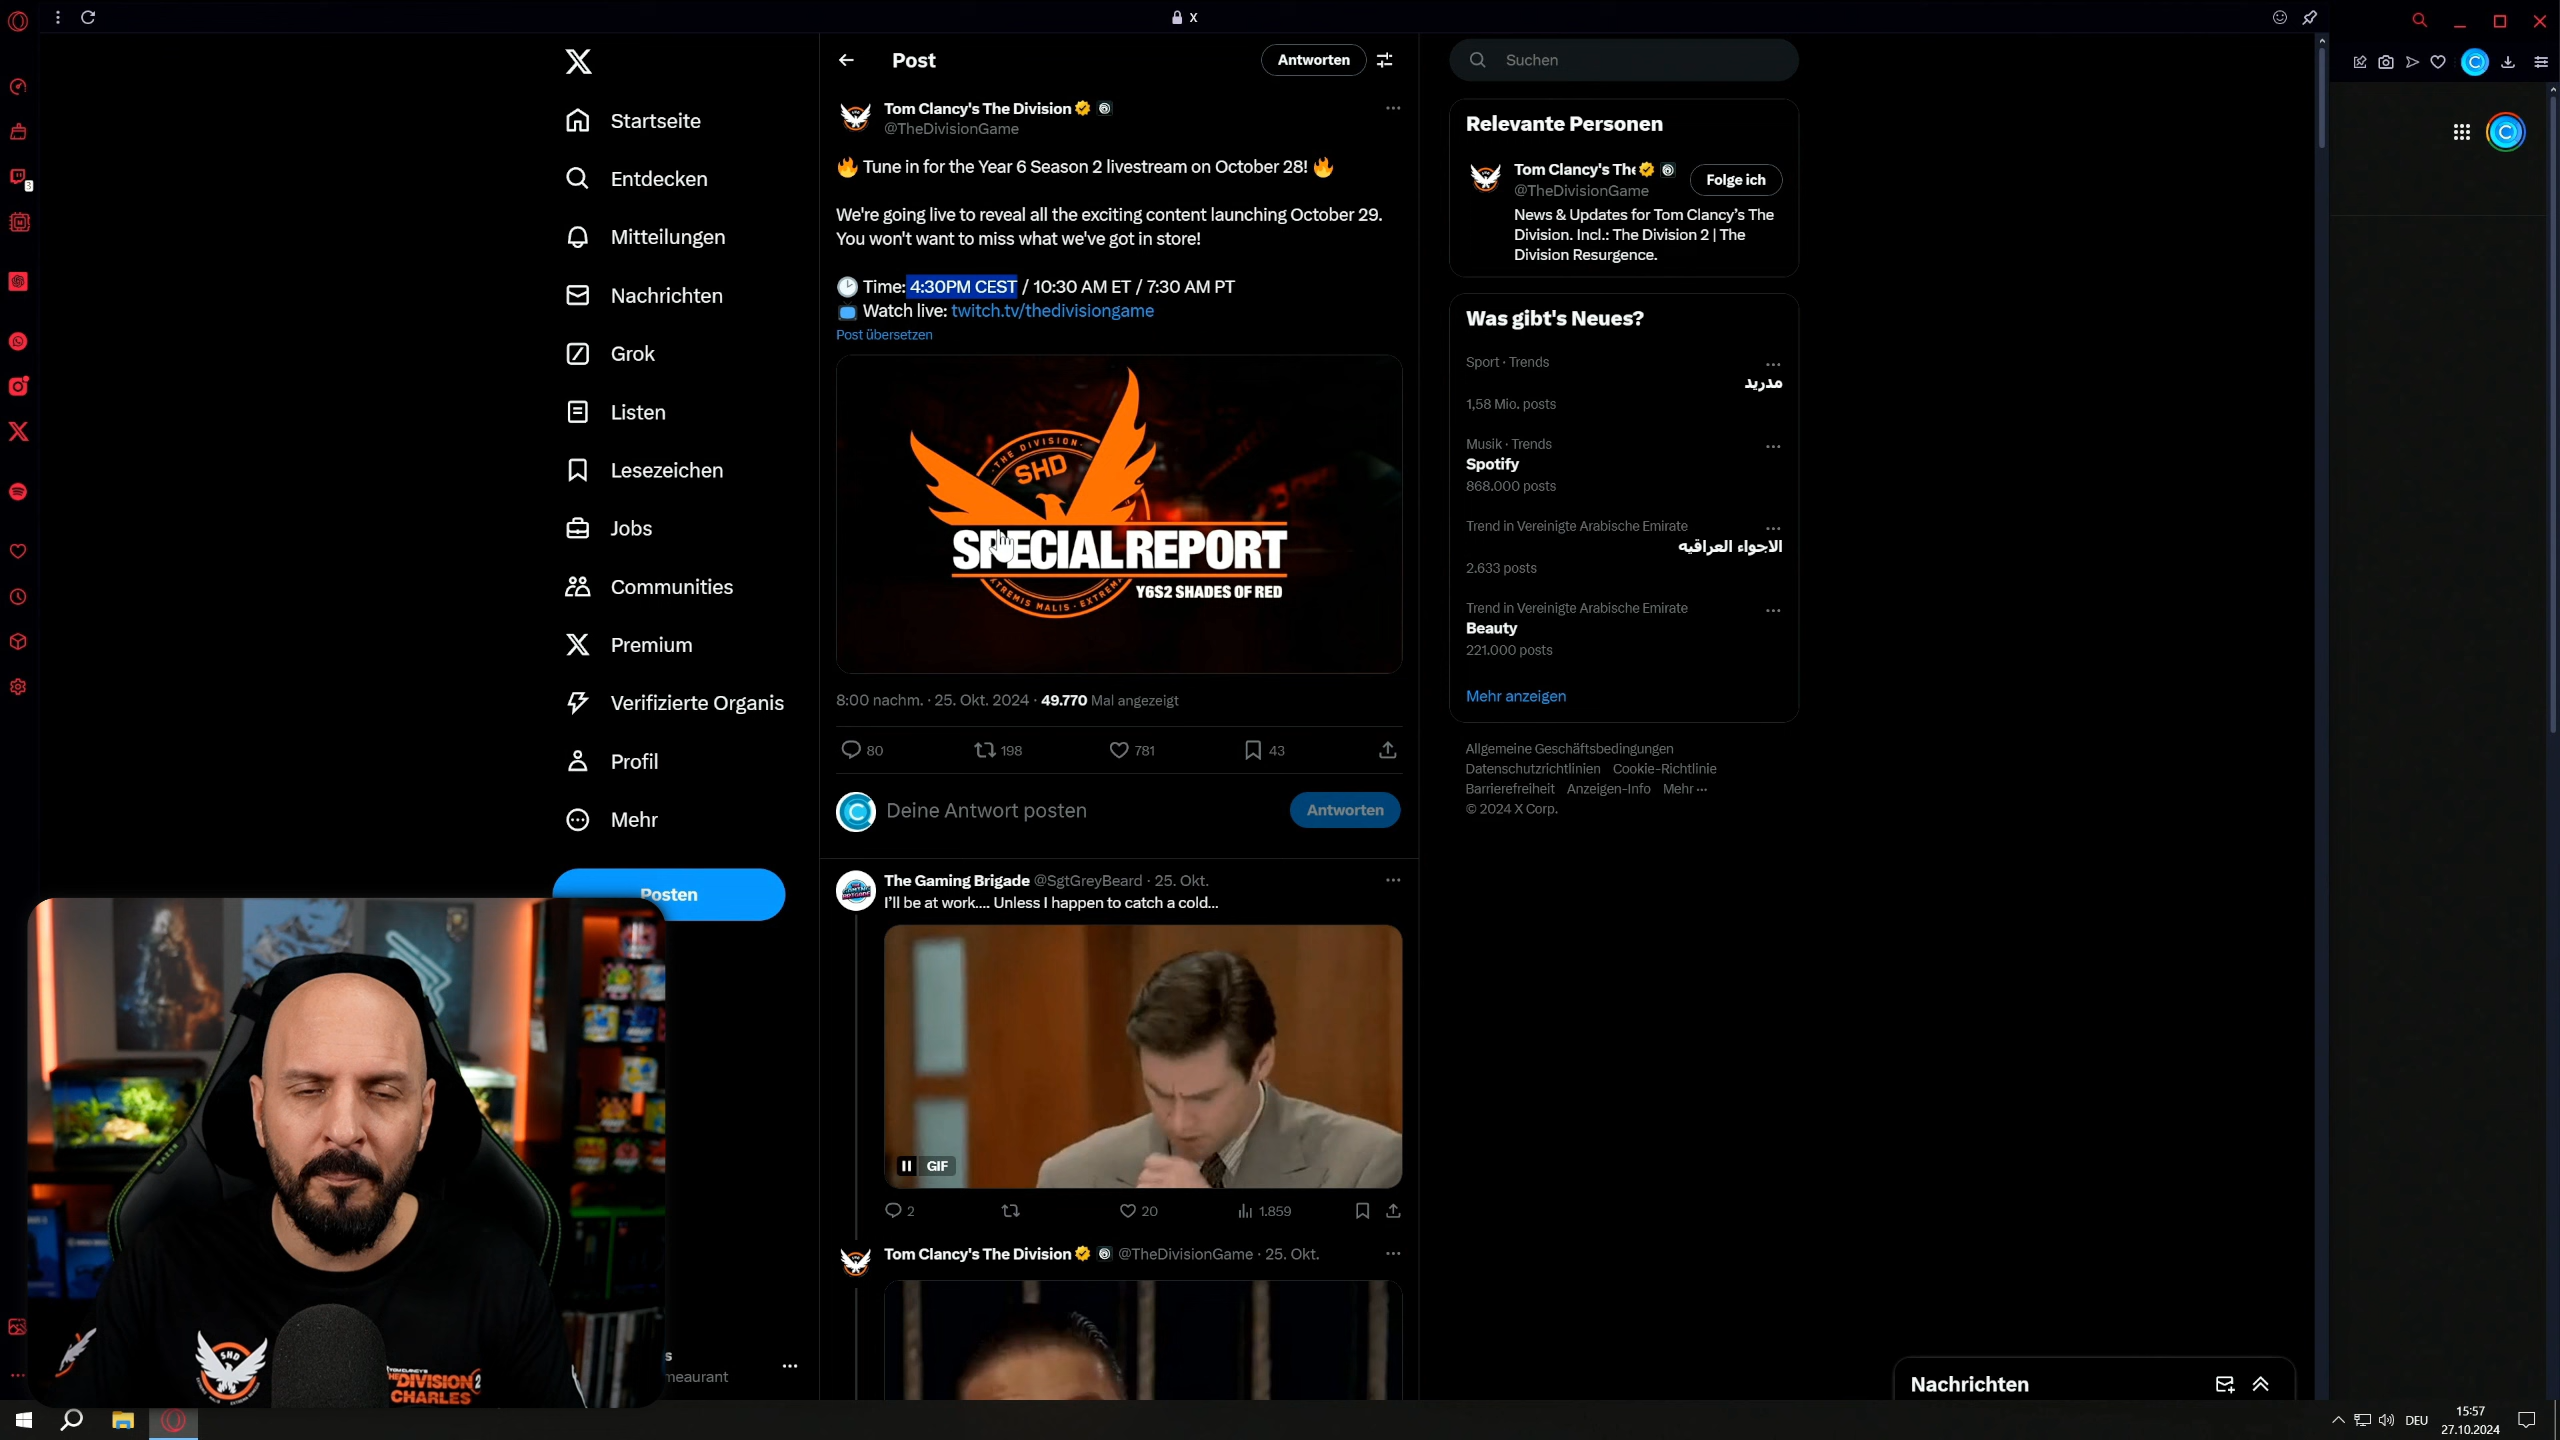 X
Startseite
Entdecken
Mitteilungen
Nachrichten
Grok
Listen
Lesezeichen
Jobs
Communities
Premium
Verifizierte Organis
Profil
Mehr
Posten
Post
Antworten
Tom Clancy's The Division
@TheDivisionGame
🔥 Tune in for the Year 6 Season 2 livestream on October 28! 🔥
We're going live to reveal all the exciting content launching October 29.
You won't want to miss what we've got in store!
🕑 Time: 4:30PM CEST / 10:30 AM ET / 7:30 AM PT
📺 Watch live: twitch.tv/thedivisiongame
Post übersetzen
·THE DIVISION·
SHD
SPECIAL REPORT
Y6S2 SHADES OF RED
EXTREMIS MALIS · EXTREMA
8:00 nachm. · 25. Okt. 2024 · 49.770 Mal angezeigt
80
198
781
43
Deine Antwort posten
Antworten
The Gaming Brigade @SgtGreyBeard · 25. Okt.
I'll be at work.... Unless I happen to catch a cold...
GIF
2
20
1.859
Tom Clancy's The Division @TheDivisionGame · 25. Okt.
Suchen
Relevante Personen
Tom Clancy's The
@TheDivisionGame
Folge ich
News & Updates for Tom Clancy's The
Division. Incl.: The Division 2 | The
Division Resurgence.
Was gibt's Neues?
Sport · Trends
مدريد
1,58 Mio. posts
Musik · Trends
Spotify
868.000 posts
Trend in Vereinigte Arabische Emirate
الاجواء العراقيه
2.633 posts
Trend in Vereinigte Arabische Emirate
Beauty
221.000 posts
Mehr anzeigen
Allgemeine Geschäftsbedingungen
Datenschutzrichtlinien Cookie-Richtlinie
Barrierefreiheit Anzeigen-Info Mehr ···
© 2024 X Corp.
Nachrichten
SHD
THE DIVISION 2
CHARLES
s
neaurant
3
DEU
15:57
27.10.2024